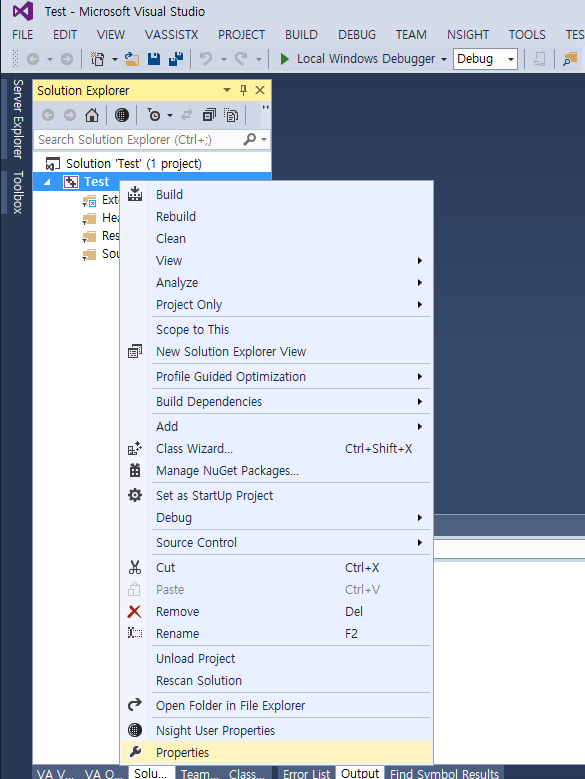 Test - Microsoft Visual Studio
FILE EDIT VIEW VASSISTX PROJECT BUILD DEBUG TEAM NSIGHT TOOLS TES
Local Windows Debugger Debug
Server Explorer
Toolbox
Solution Explorer
Search Solution Explorer (Ctrl+;)
Solution 'Test' (1 project)
Test
Exte
Hea
Res
Sou
Build
Rebuild
Clean
View
Analyze
Project Only
Scope to This
New Solution Explorer View
Profile Guided Optimization
Build Dependencies
Add
Class Wizard... Ctrl+Shift+X
Manage NuGet Packages...
Set as StartUp Project
Debug
Source Control
Cut Ctrl+X
Paste Ctrl+V
Remove Del
Rename F2
Unload Project
Rescan Solution
Open Folder in File Explorer
Nsight User Properties
Properties
VA V... VA O... Solu... Team... Class... Error List Output Find Symbol Results